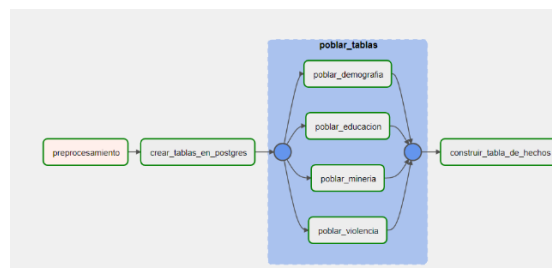 poblar_tablas
poblar_demografia
poblar_educacion
preprocesamiento
crear_tablas_en_postgres
construir_tabla_de_hechos
poblar_mineria
poblar_violencia